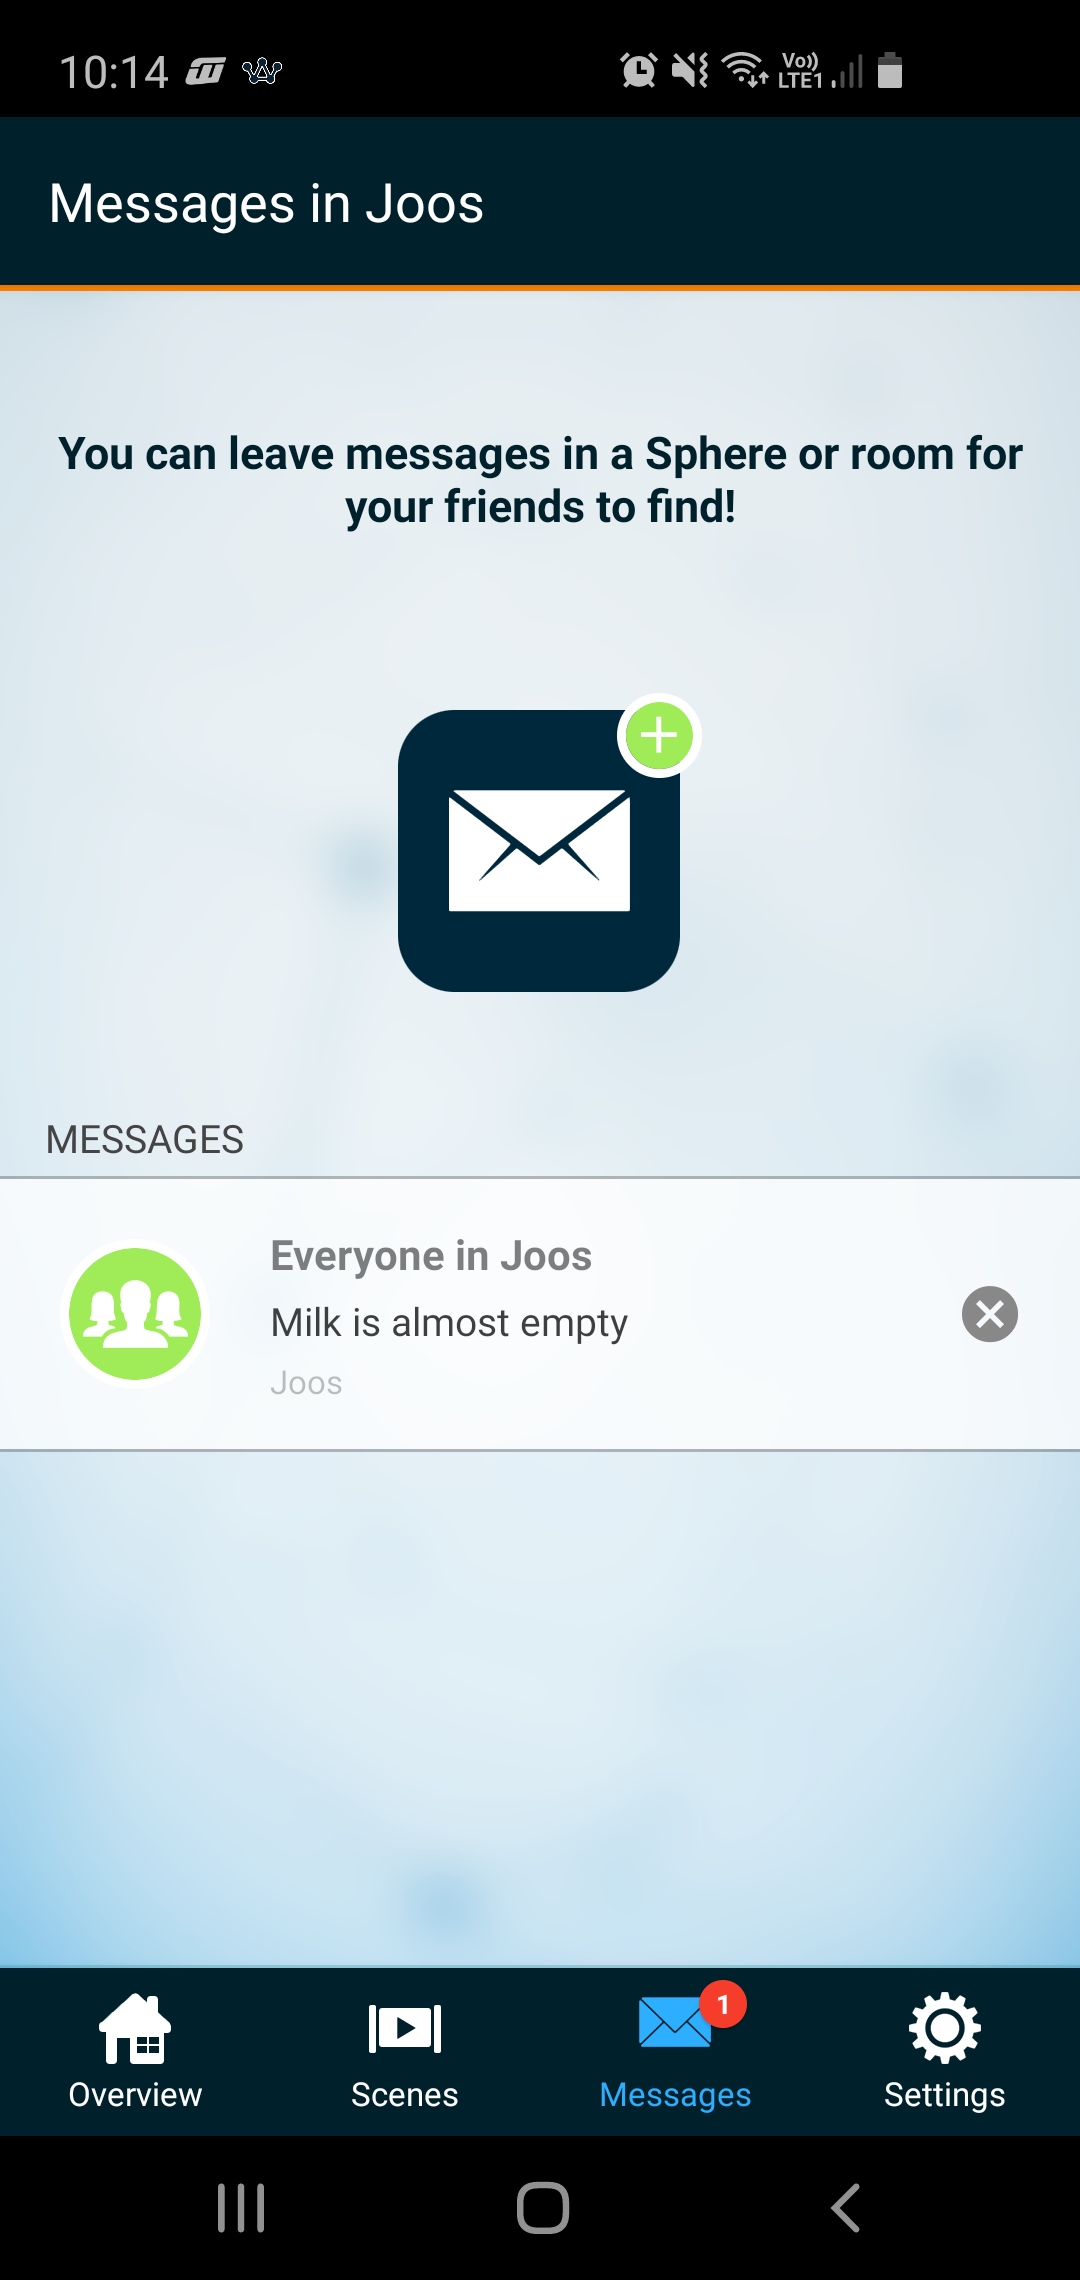 10:14
Vo))
LTE1
Messages in Joos
You can leave messages in a Sphere or room for
your friends to find!
MESSAGES
Everyone in Joos
Milk is almost empty
Joos
1
Overview
Scenes
Messages
Settings